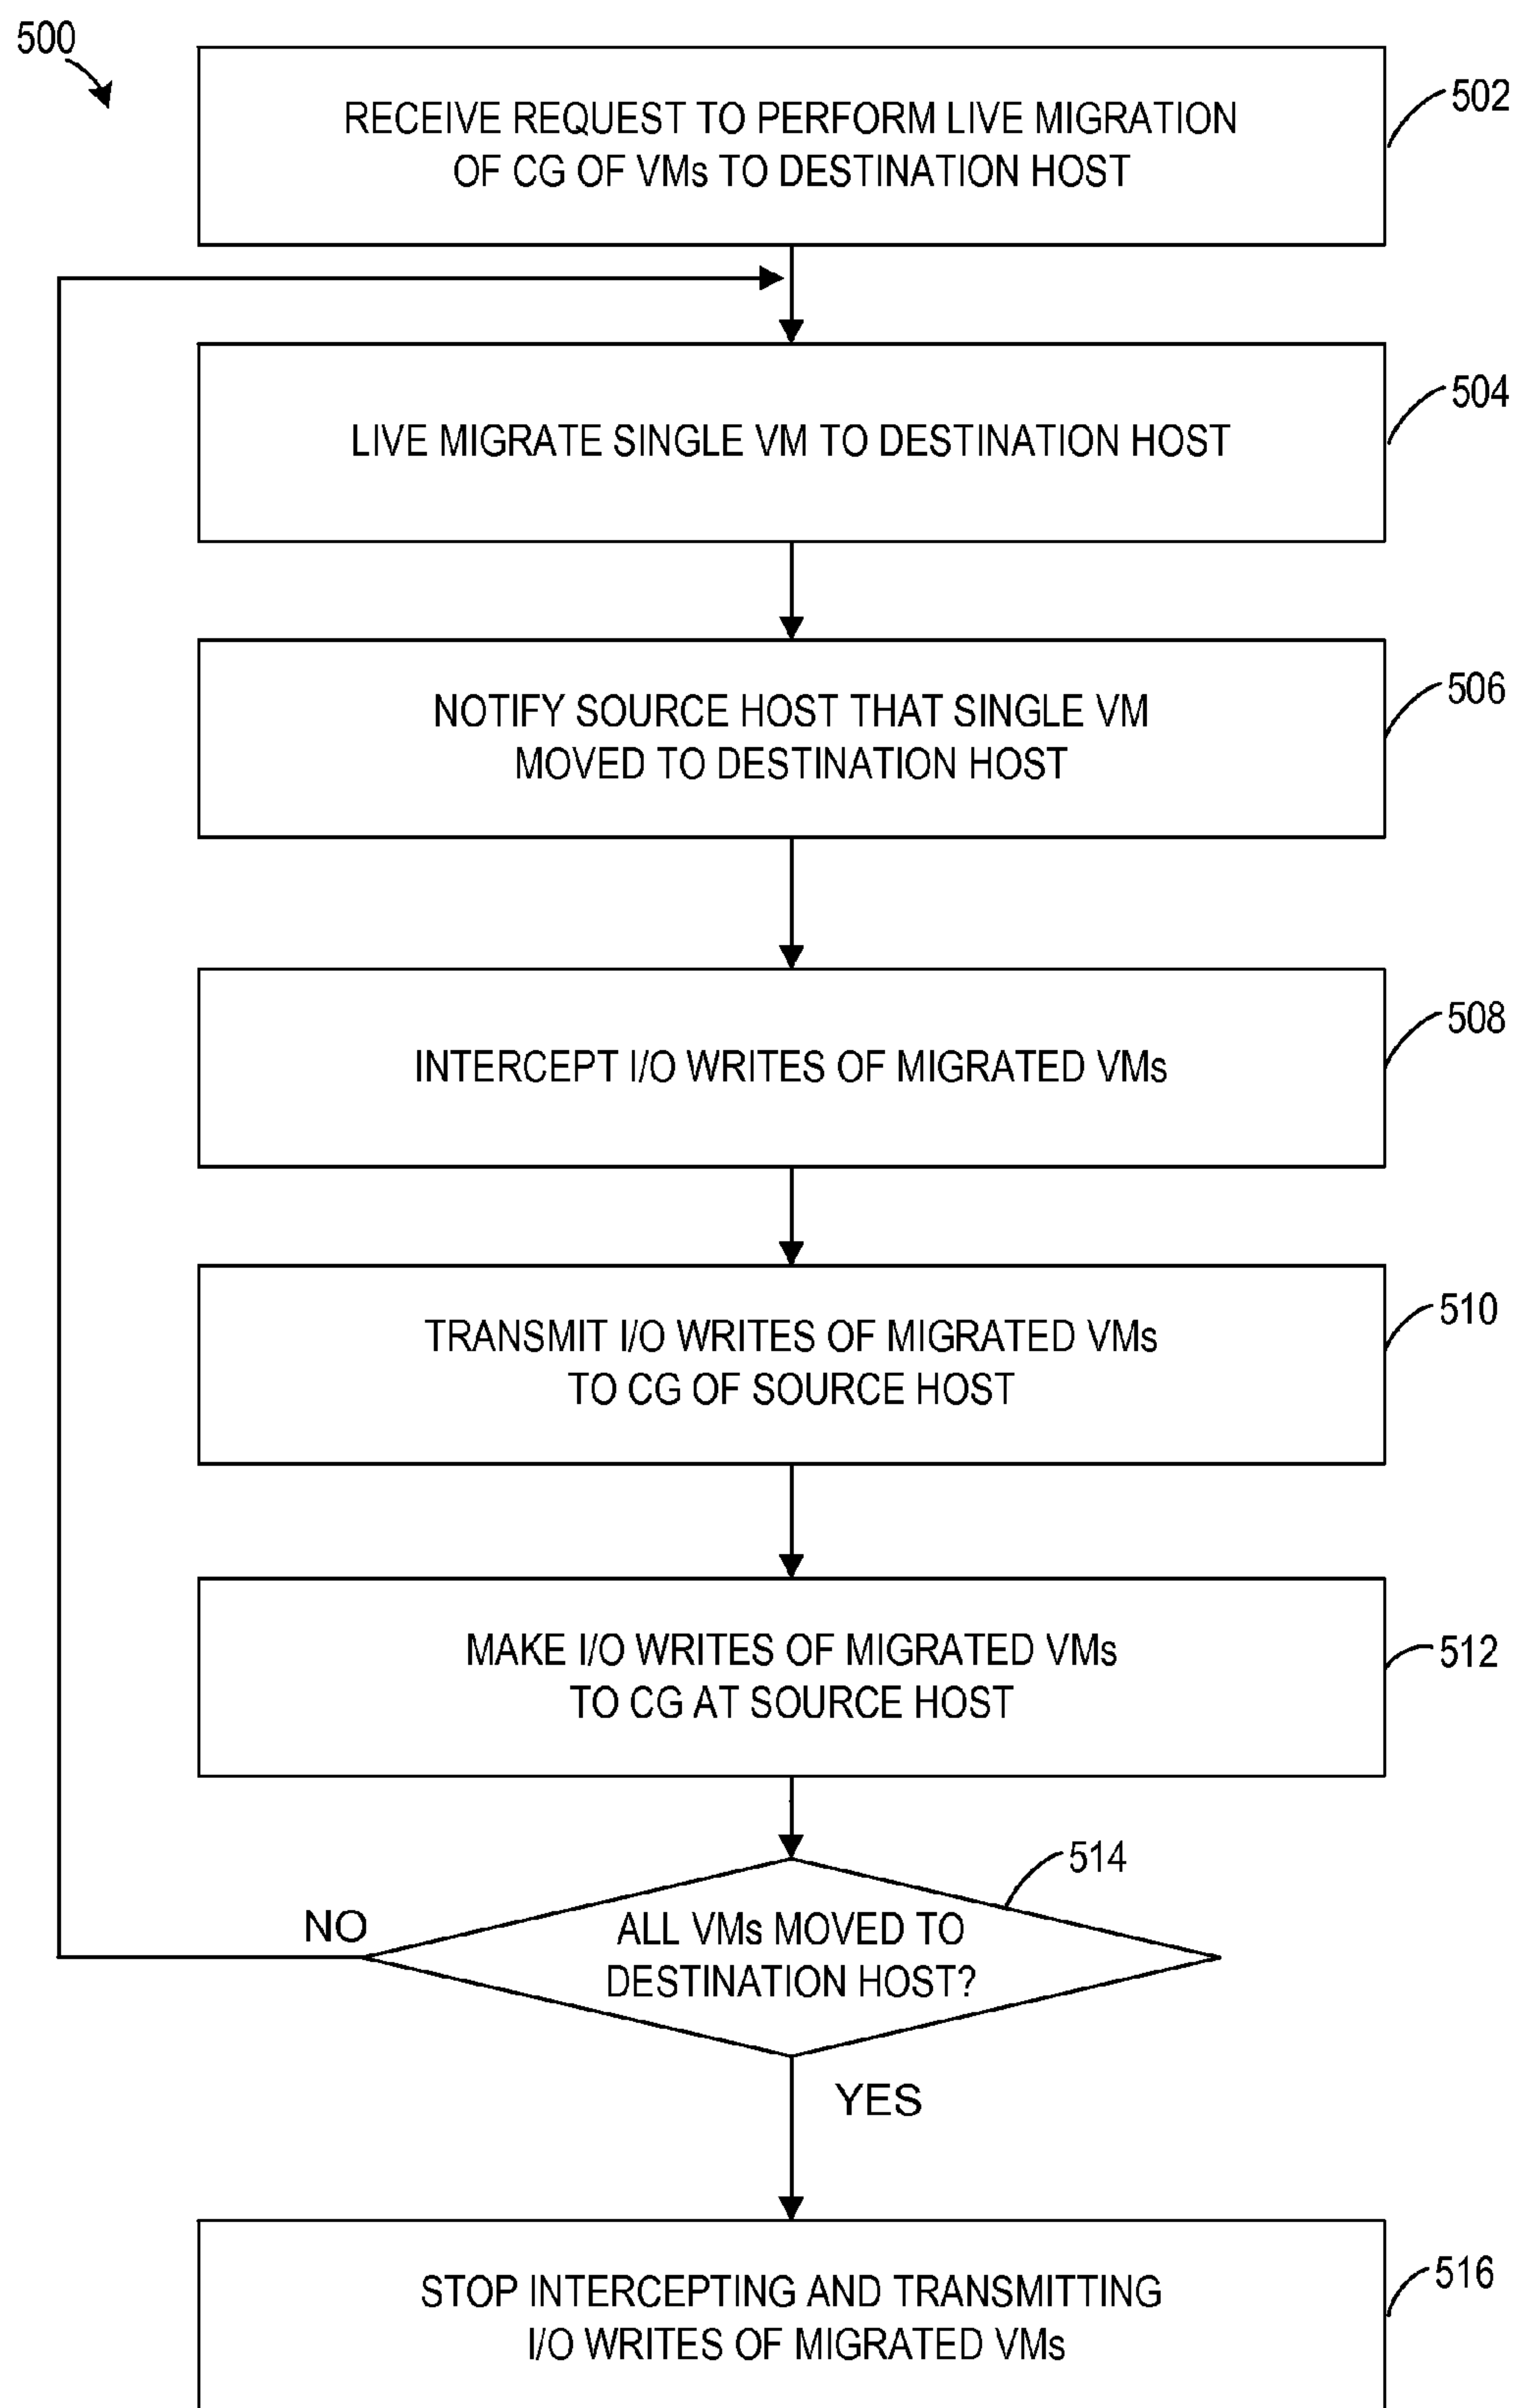 500
RECEIVE REQUEST TO PERFORM LIVE MIGRATION
OF CG OF VMs TO DESTINATION HOST
502
LIVE MIGRATE SINGLE VM TO DESTINATION HOST
504
NOTIFY SOURCE HOST THAT SINGLE VM
MOVED TO DESTINATION HOST
506
INTERCEPT I/O WRITES OF MIGRATED VMs
508
TRANSMIT I/O WRITES OF MIGRATED VMs
TO CG OF SOURCE HOST
510
MAKE I/O WRITES OF MIGRATED VMs
TO CG AT SOURCE HOST
512
514
NO
ALL VMs MOVED TO
DESTINATION HOST?
YES
STOP INTERCEPTING AND TRANSMITTING
I/O WRITES OF MIGRATED VMs
516